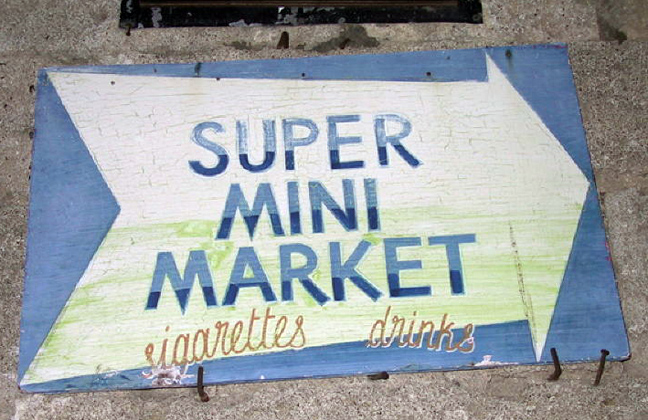 SUPER
MINI
MARKET
sigarettes drinks